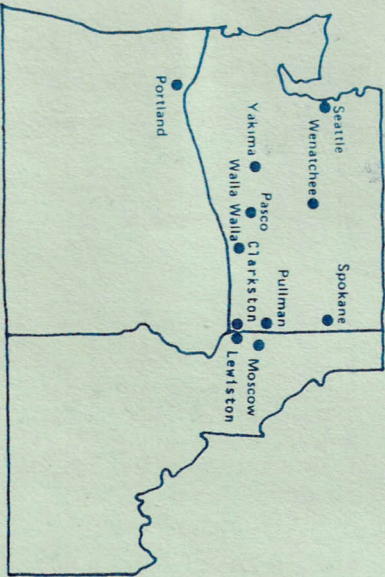 Seattle
Wenatchee
Spokane
Yakima
Pasco
Pullman
Walla Walla
Clarkston
Moscow
Lewiston
Portland